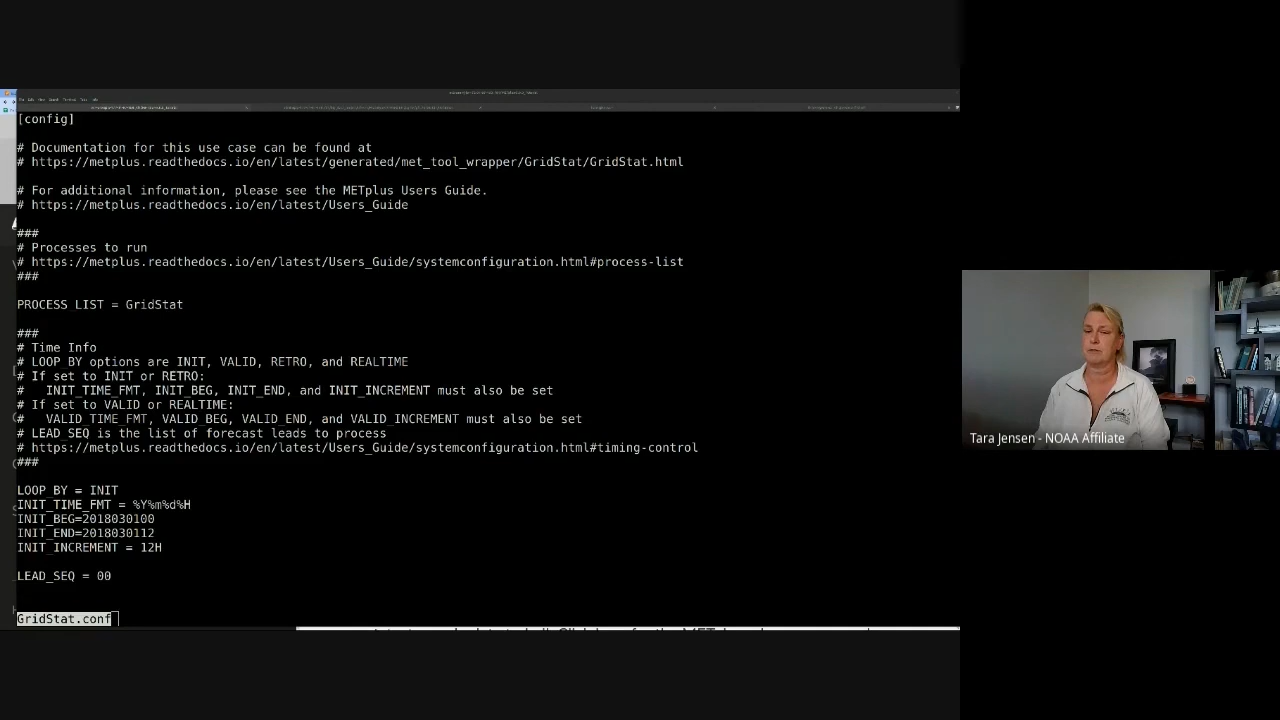 [config]
# Documentation for this use case can be found at
# https://metplus.readthedocs.io/en/latest/generated/met_tool_wrapper/GridStat/GridStat.html
# For additional information, please see the METplus Users Guide.
# https://metplus.readthedocs.io/en/latest/Users_Guide
###
# Processes to run
# https://metplus.readthedocs.io/en/latest/Users_Guide/systemconfiguration.html#process-list
###
PROCESS_LIST = GridStat
###
# Time Info
# LOOP_BY options are INIT, VALID, RETRO, and REALTIME
# If set to INIT or RETRO:
#   INIT_TIME_FMT, INIT_BEG, INIT_END, and INIT_INCREMENT must also be set
# If set to VALID or REALTIME:
#   VALID_TIME_FMT, VALID_BEG, VALID_END, and VALID_INCREMENT must also be set
# LEAD_SEQ is the list of forecast leads to process
# https://metplus.readthedocs.io/en/latest/Users_Guide/systemconfiguration.html#timing-control
###
LOOP_BY = INIT
INIT_TIME_FMT = %Y%m%d%H
INIT_BEG=2018030100
INIT_END=2018030112
INIT_INCREMENT = 12H
LEAD_SEQ = 00
GridStat.conf
Tara Jensen - NOAA Affiliate